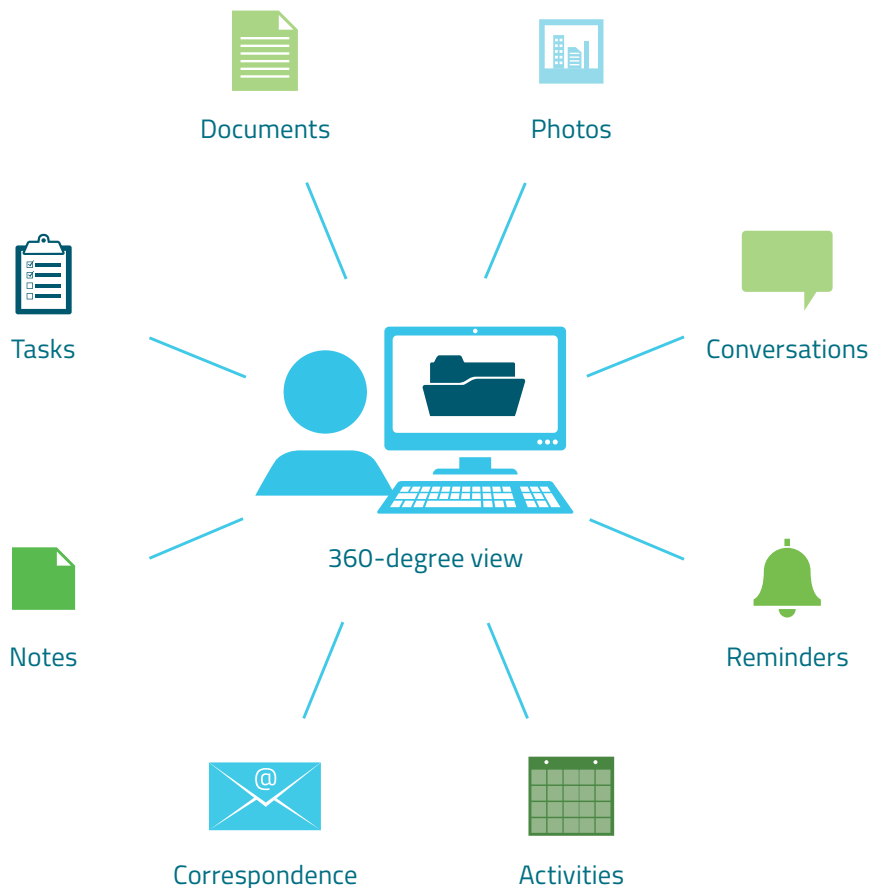 Documents
Photos
Tasks
Conversations
360-degree view
Notes
Reminders
@
Correspondence
Activities